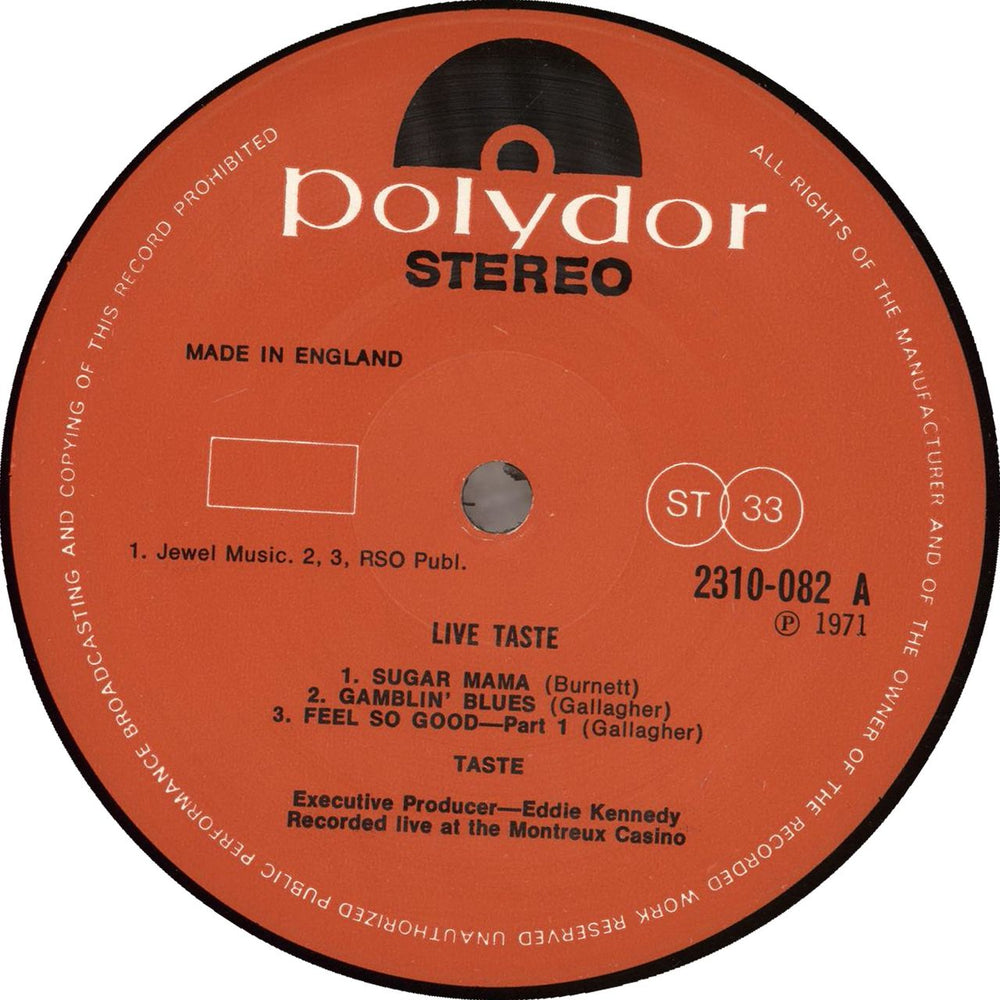 polydor
STEREO
ALL RIGHTS OF THE MANUFACTURER AND OF THE OWNER OF THE RECORDED WORK RESERVED UNAUTHORIZED PUBLIC PERFORMANCE BROADCASTING AND COPYING OF THIS RECORD PROHIBITED
MADE IN ENGLAND
ST 33
1. Jewel Music. 2, 3, RSO Publ.
2310-082 A
Ⓟ 1971
LIVE TASTE
1. SUGAR MAMA (Burnett)
2. GAMBLIN' BLUES (Gallagher)
3. FEEL SO GOOD—Part 1 (Gallagher)
TASTE
Executive Producer—Eddie Kennedy
Recorded live at the Montreux Casino